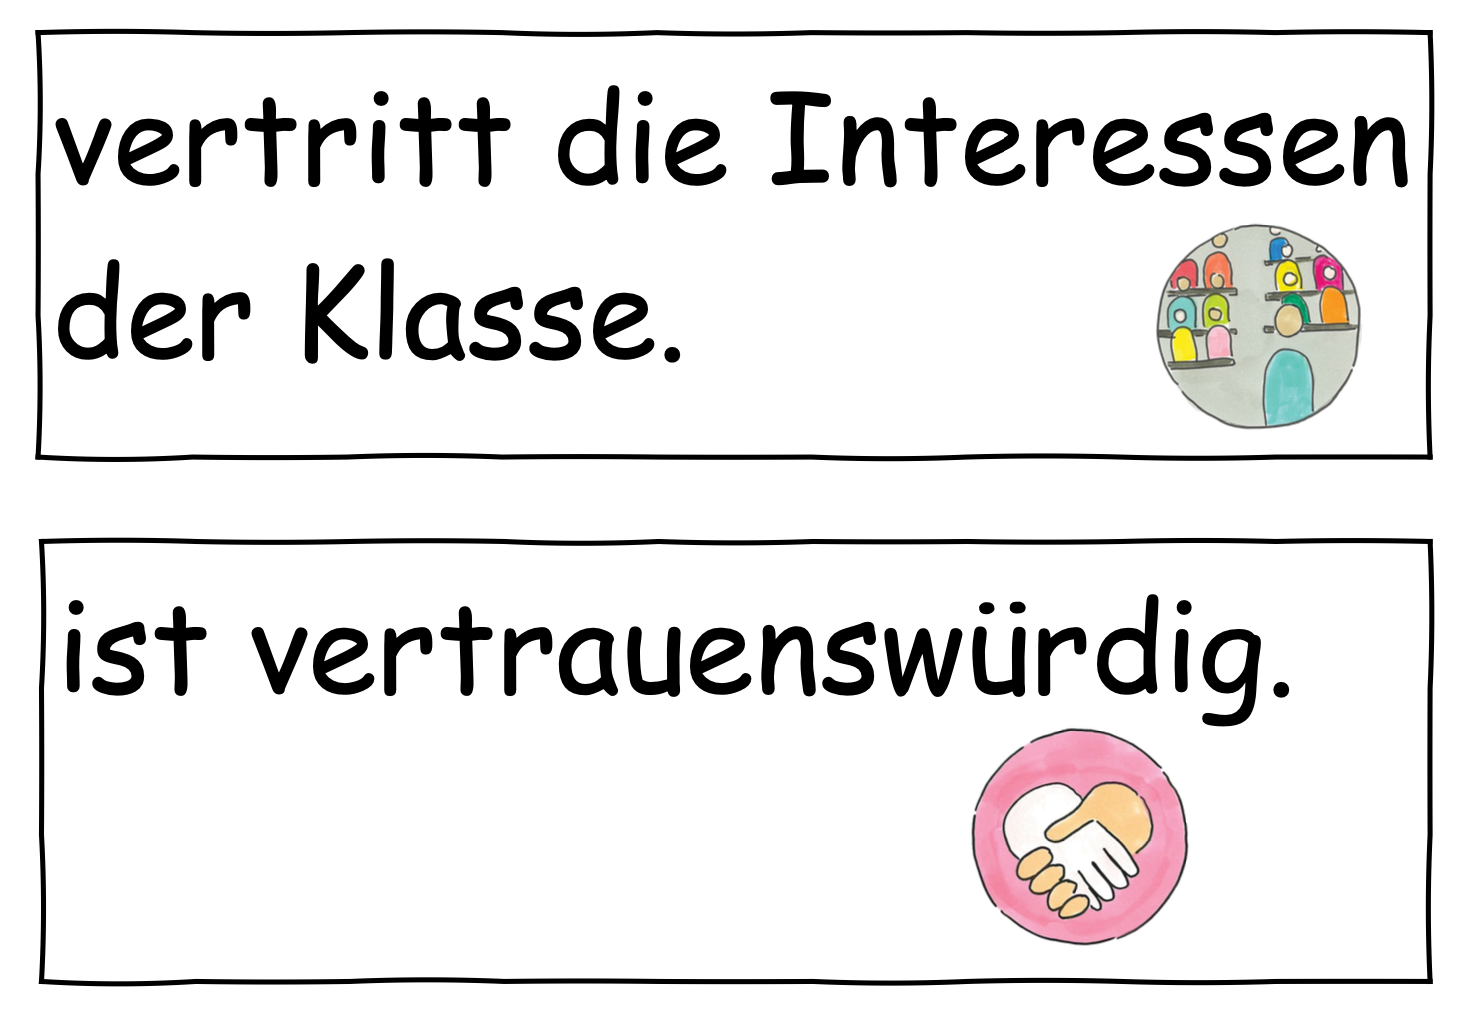 vertritt die Interessen
der Klasse.
ist vertrauenswürdig.